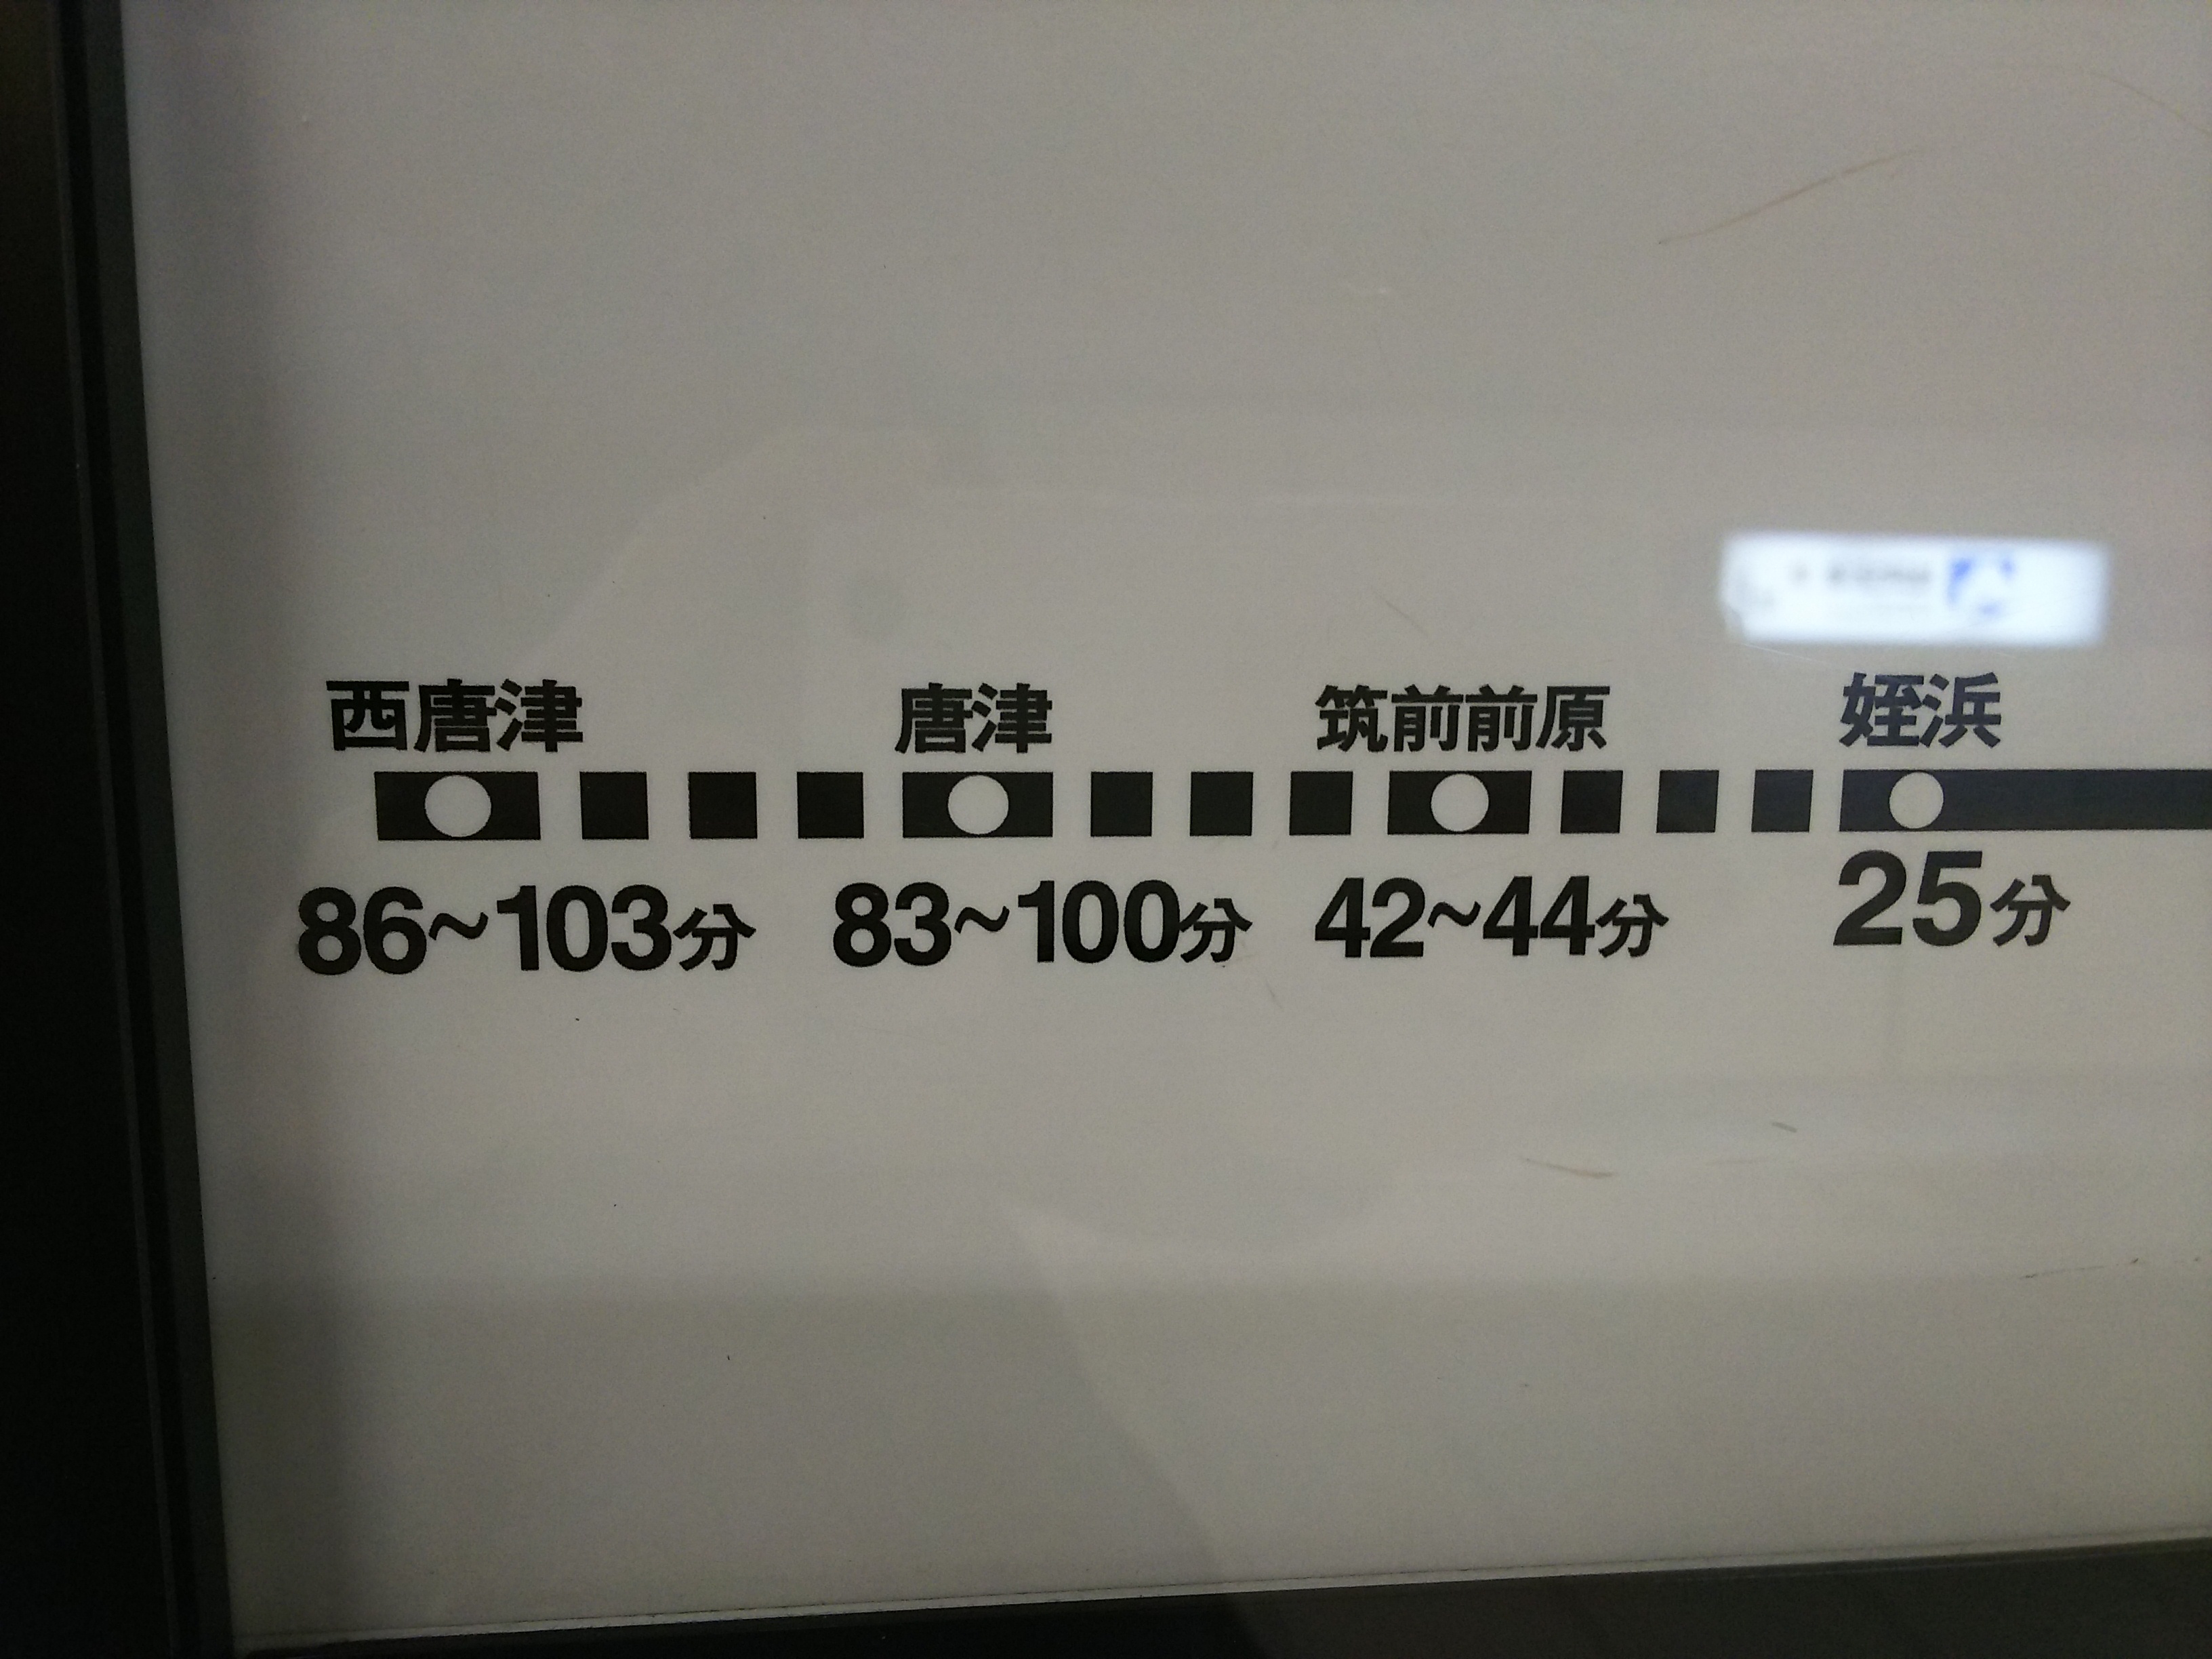 西唐津 唐津 筑前前原 姪浜
86~103分 83~100分 42~44分 25分